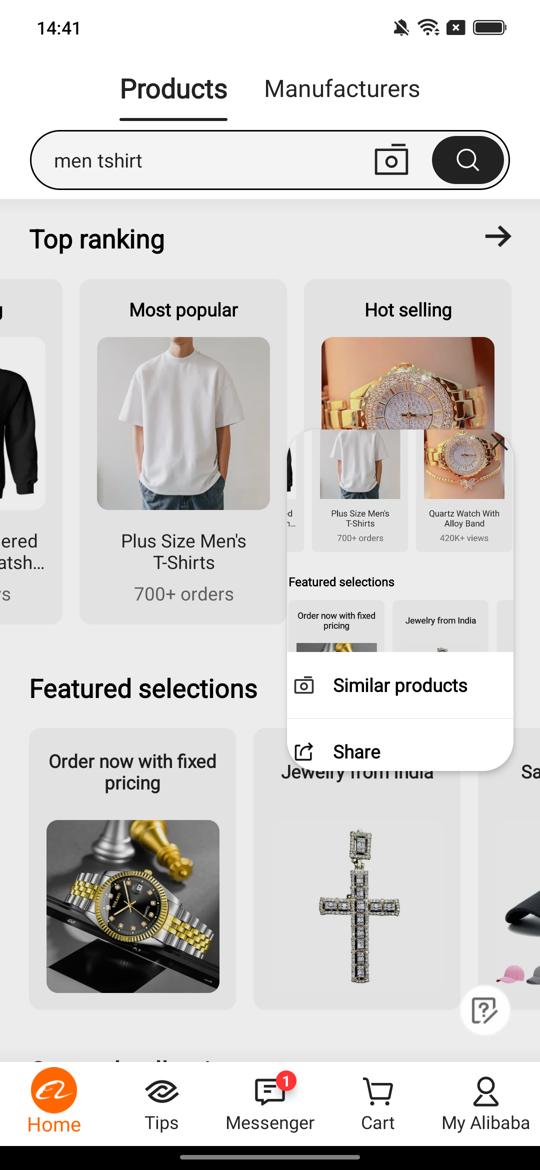 14:41
Products
Manufacturers
men tshirt
Top ranking
Most popular
Hot selling
ered
atsh...
s
Plus Size Men's
T-Shirts
700+ orders
Plus Size Men's
T-Shirts
700+ orders
Quartz Watch With
Alloy Band
420K+ views
Featured selections
Order now with fixed
pricing
Jewelry from India
Similar products
Share
Featured selections
Order now with fixed
pricing
Jewelry from India
Sa
Home
Tips
1
Messenger
Cart
My Alibaba